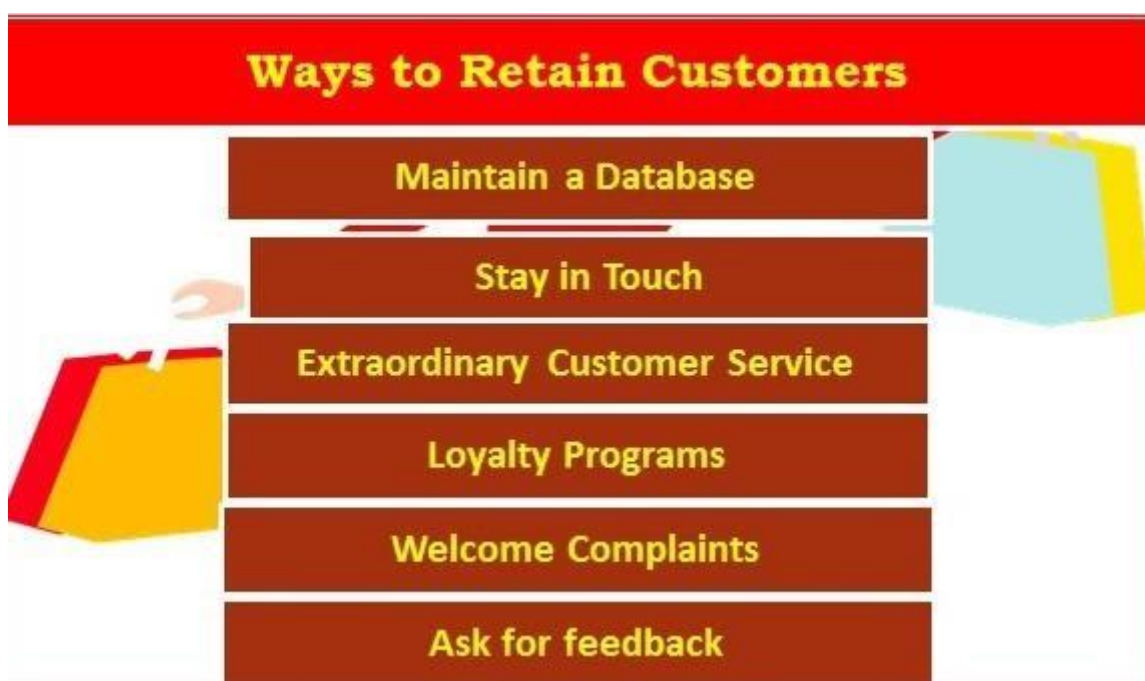 Ways to Retain Customers
Maintain a Database
Stay in Touch
Extraordinary Customer Service
Loyalty Programs
Welcome Complaints
Ask for feedback